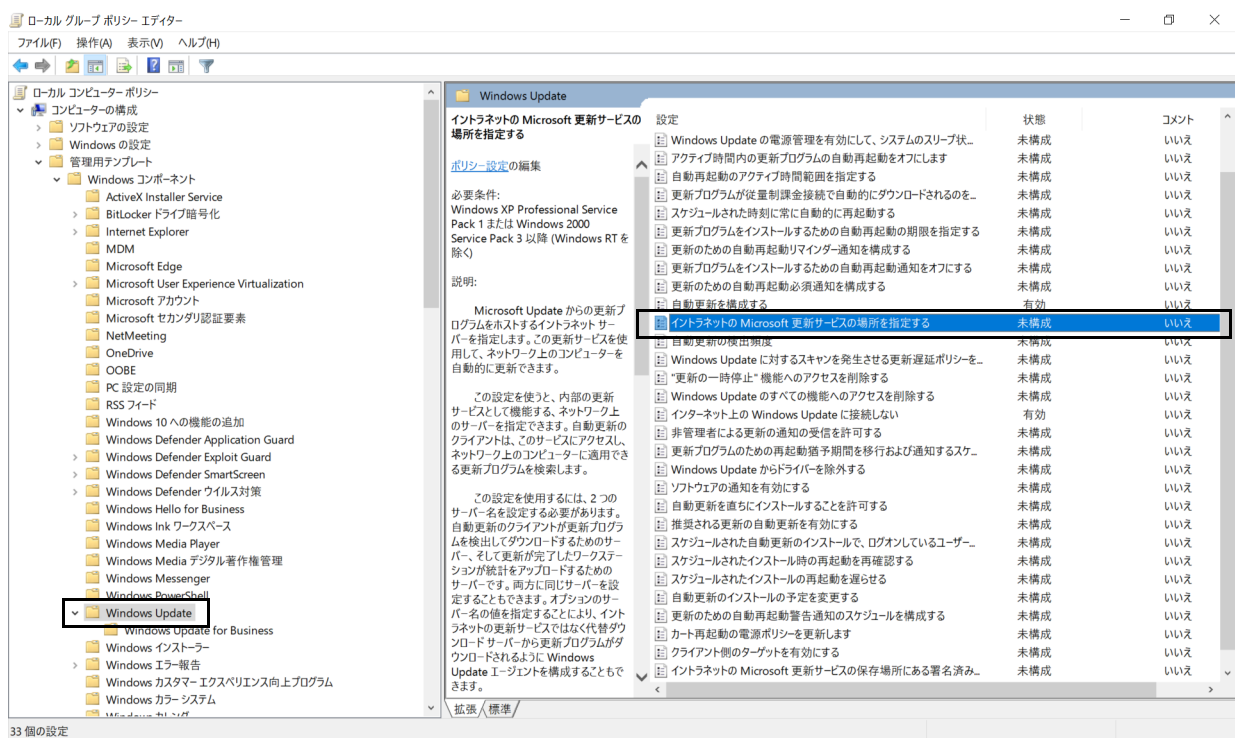 ローカル グループ ポリシー エディター
ファイル(F) 操作(A) 表示(V) ヘルプ(H)
ローカル コンピューター ポリシー
コンピューターの構成
ソフトウェアの設定
Windows の設定
管理用テンプレート
Windows コンポーネント
ActiveX Installer Service
BitLocker ドライブ暗号化
Internet Explorer
MDM
Microsoft Edge
Microsoft User Experience Virtualization
Microsoft アカウント
Microsoft セカンダリ認証要素
NetMeeting
OneDrive
OOBE
PC 設定の同期
RSS フィード
Windows 10 への機能の追加
Windows Defender Application Guard
Windows Defender Exploit Guard
Windows Defender SmartScreen
Windows Defender ウイルス対策
Windows Hello for Business
Windows Ink ワークスペース
Windows Media Player
Windows Media デジタル著作権管理
Windows Messenger
Windows PowerShell
Windows Update
Windows Update for Business
Windows インストーラー
Windows エラー報告
Windows カスタマー エクスペリエンス向上プログラム
Windows カラー システム
Windows カレンダー
Windows Update
イントラネットの Microsoft 更新サービスの
場所を指定する
ポリシー設定の編集
必要条件:
Windows XP Professional Service
Pack 1 または Windows 2000
Service Pack 3 以降 (Windows RT を
除く)
説明:
Microsoft Update からの更新プ
ログラムをホストするイントラネット サー
バーを指定します。この更新サービスを使
用して、ネットワーク上のコンピューターを
自動的に更新できます。
この設定を使うと、内部の更新
サービスとして機能する、ネットワーク上
のサーバーを指定できます。自動更新の
クライアントは、このサービスにアクセスし、
ネットワーク上のコンピューターに適用でき
る更新プログラムを検索します。
この設定を使用するには、2 つの
サーバー名を設定する必要があります。
自動更新のクライアントが更新プログラ
ムを検出してダウンロードするためのサー
バー、そして更新が完了したワークステー
ションが統計をアップロードするための
サーバーです。両方に同じサーバーを設
定することもできます。オプションのサー
バー名の値を指定することにより、イント
ラネットの更新サービスではなく代替ダウ
ンロード サーバーから更新プログラムがダ
ウンロードされるように Windows
Update エージェントを構成することもで
きます。
設定 状態 コメント
Windows Update の電源管理を有効にして、システムのスリープ状... 未構成 いいえ
アクティブ時間内の更新プログラムの自動再起動をオフにします 未構成 いいえ
自動再起動のアクティブ時間範囲を指定する 未構成 いいえ
更新プログラムが従量制課金接続で自動的にダウンロードされるのを... 未構成 いいえ
スケジュールされた時刻に常に自動的に再起動する 未構成 いいえ
更新プログラムをインストールするための自動再起動の期限を指定する 未構成 いいえ
更新のための自動再起動リマインダー通知を構成する 未構成 いいえ
更新プログラムをインストールするための自動再起動通知をオフにする 未構成 いいえ
更新のための自動再起動必須通知を構成する 未構成 いいえ
自動更新を構成する 有効 いいえ
イントラネットの Microsoft 更新サービスの場所を指定する 未構成 いいえ
自動更新の検出頻度 未構成 いいえ
Windows Update に対するスキャンを発生させる更新遅延ポリシーを... 未構成 いいえ
"更新の一時停止" 機能へのアクセスを削除する 未構成 いいえ
Windows Update のすべての機能へのアクセスを削除する 未構成 いいえ
インターネット上の Windows Update に接続しない 有効 いいえ
非管理者による更新の通知の受信を許可する 未構成 いいえ
更新プログラムのための再起動猶予期間を移行および通知するスケ... 未構成 いいえ
Windows Update からドライバーを除外する 未構成 いいえ
ソフトウェアの通知を有効にする 未構成 いいえ
自動更新を直ちにインストールすることを許可する 未構成 いいえ
推奨される更新の自動更新を有効にする 未構成 いいえ
スケジュールされた自動更新のインストールで、ログオンしているユーザー... 未構成 いいえ
スケジュールされたインストール時の再起動を再確認する 未構成 いいえ
スケジュールされたインストールの再起動を遅らせる 未構成 いいえ
自動更新のインストールの予定を変更する 未構成 いいえ
更新のための自動再起動警告通知のスケジュールを構成する 未構成 いいえ
カート再起動の電源ポリシーを更新します 未構成 いいえ
クライアント側のターゲットを有効にする 未構成 いいえ
イントラネットの Microsoft 更新サービスの保存場所にある署名済み... 未構成 いいえ
拡張 標準
33 個の設定